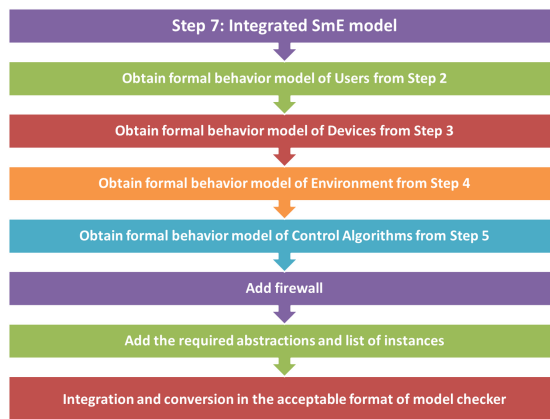 Step 7: Integrated SmE model
Obtain formal behavior model of Users from Step 2
Obtain formal behavior model of Devices from Step 3
Obtain formal behavior model of Environment from Step 4
Obtain formal behavior model of Control Algorithms from Step 5
Add firewall
Add the required abstractions and list of instances
Integration and conversion in the acceptable format of model checker